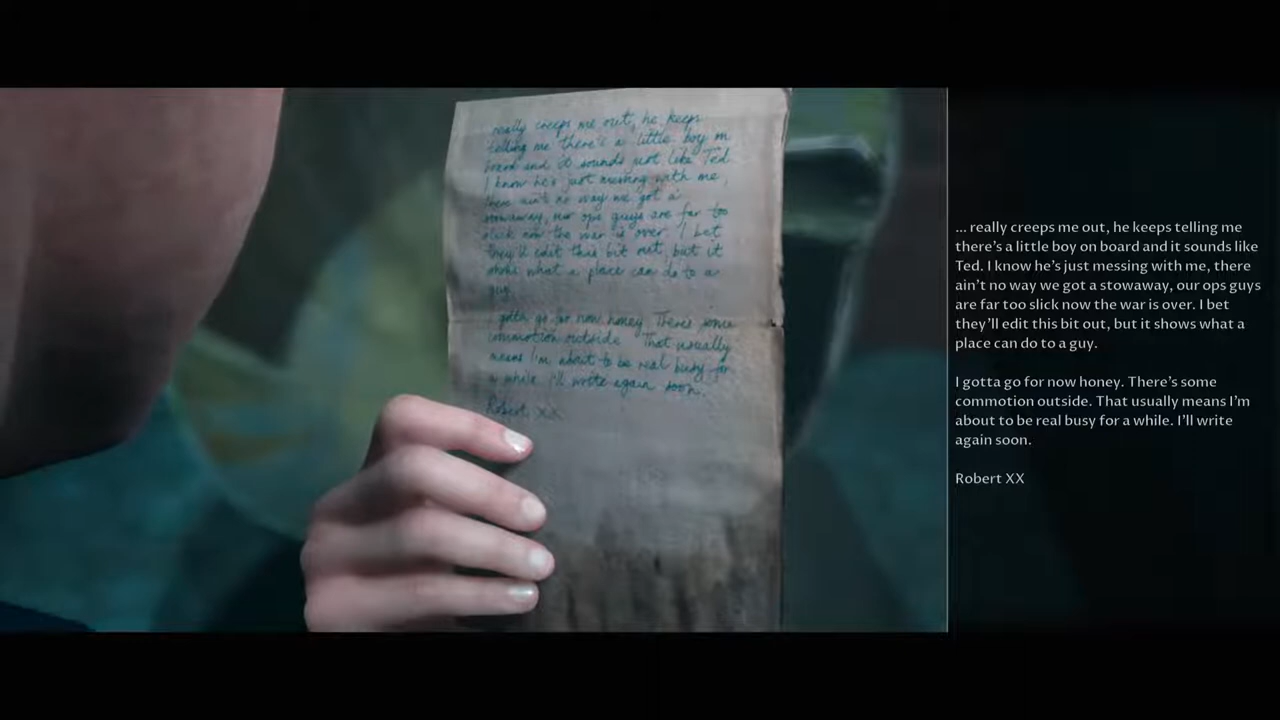 really creeps me out, he keeps
telling me there's a little boy on
board and it sounds just like Ted
I know he's just messing with me,
there ain't no way we got a
stowaway, our ops guys are far too
slick now the war is over. I bet
they'll edit this bit out, but it
shows what a place can do to a
guy.
I gotta go for now honey. There's some
commotion outside. That usually
means I'm about to be real busy for
a while. I'll write again soon.
Robert XX
... really creeps me out, he keeps telling me
there's a little boy on board and it sounds like
Ted. I know he's just messing with me, there
ain't no way we got a stowaway, our ops guys
are far too slick now the war is over. I bet
they'll edit this bit out, but it shows what a
place can do to a guy.
I gotta go for now honey. There's some
commotion outside. That usually means I'm
about to be real busy for a while. I'll write
again soon.
Robert XX